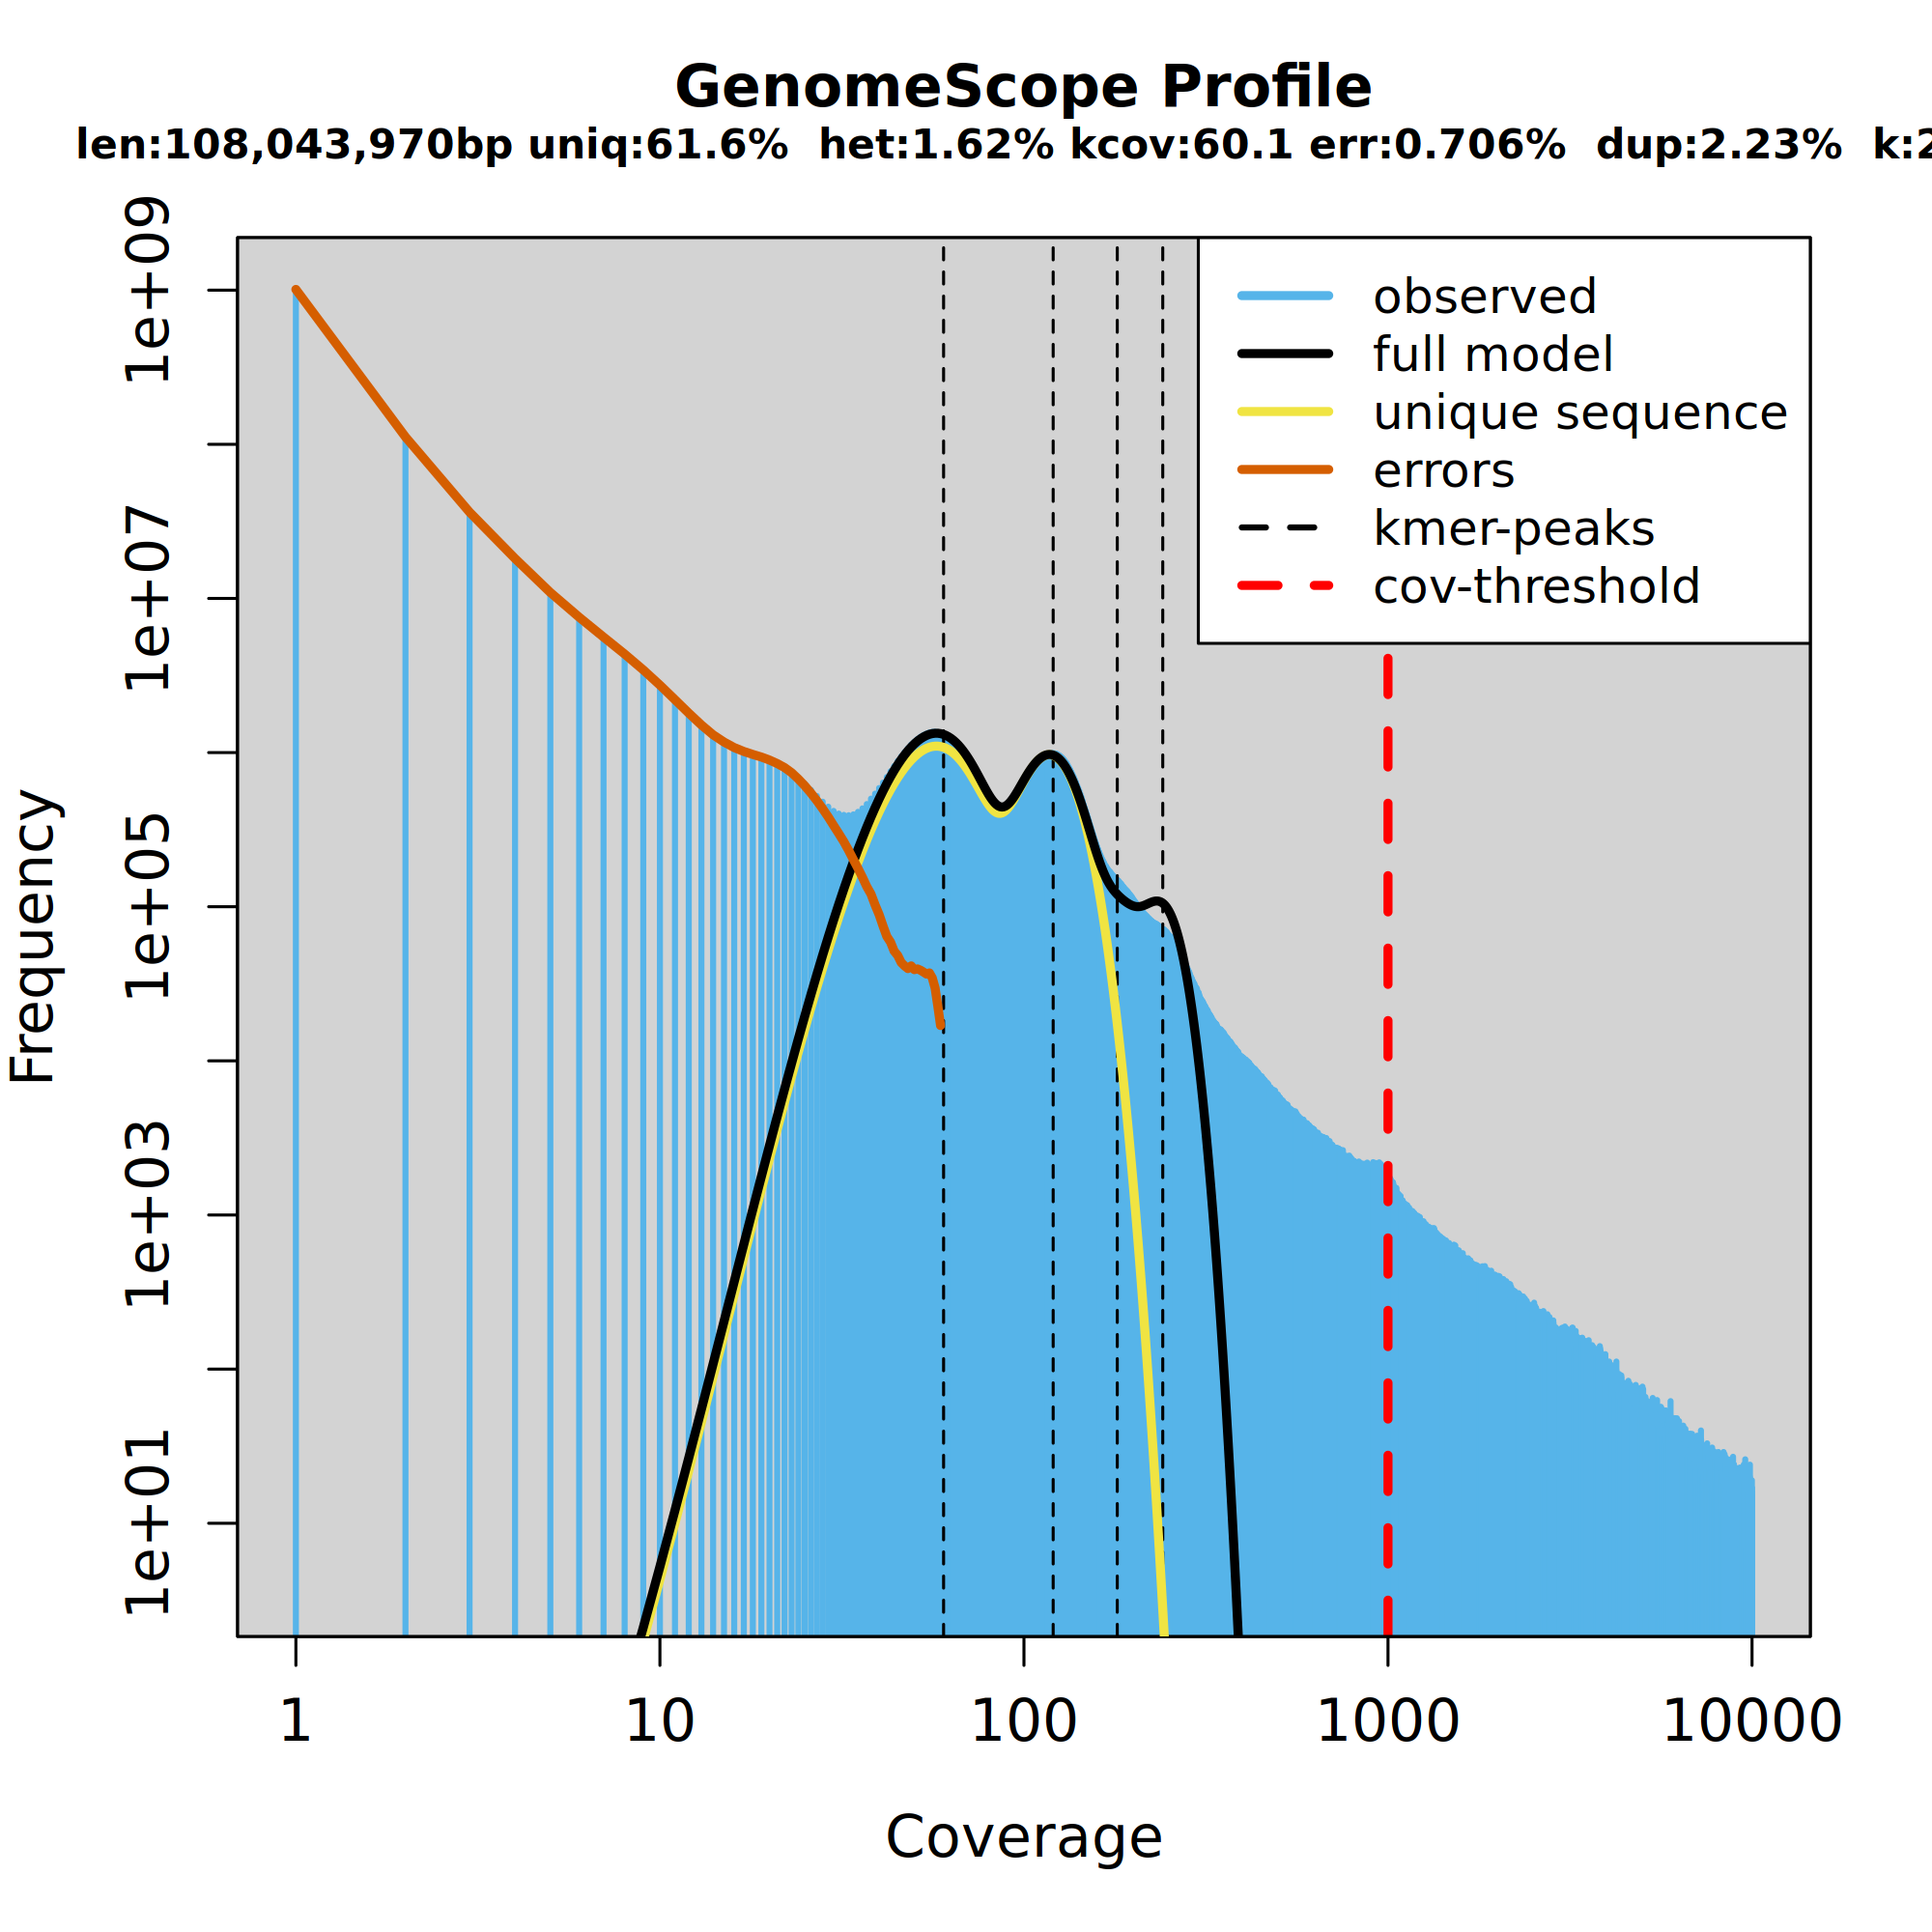 GenomeScope Profile
len:108,043,970bp uniq:61.6% het:1.62% kcov:60.1 err:0.706% dup:2.23%
observed
full model
unique sequence
errors
kmer-peaks
cov-threshold
Frequency
1e+09
1e+07
1e+05
1e+03
1e+01
1 10 100 1000 10000
Coverage